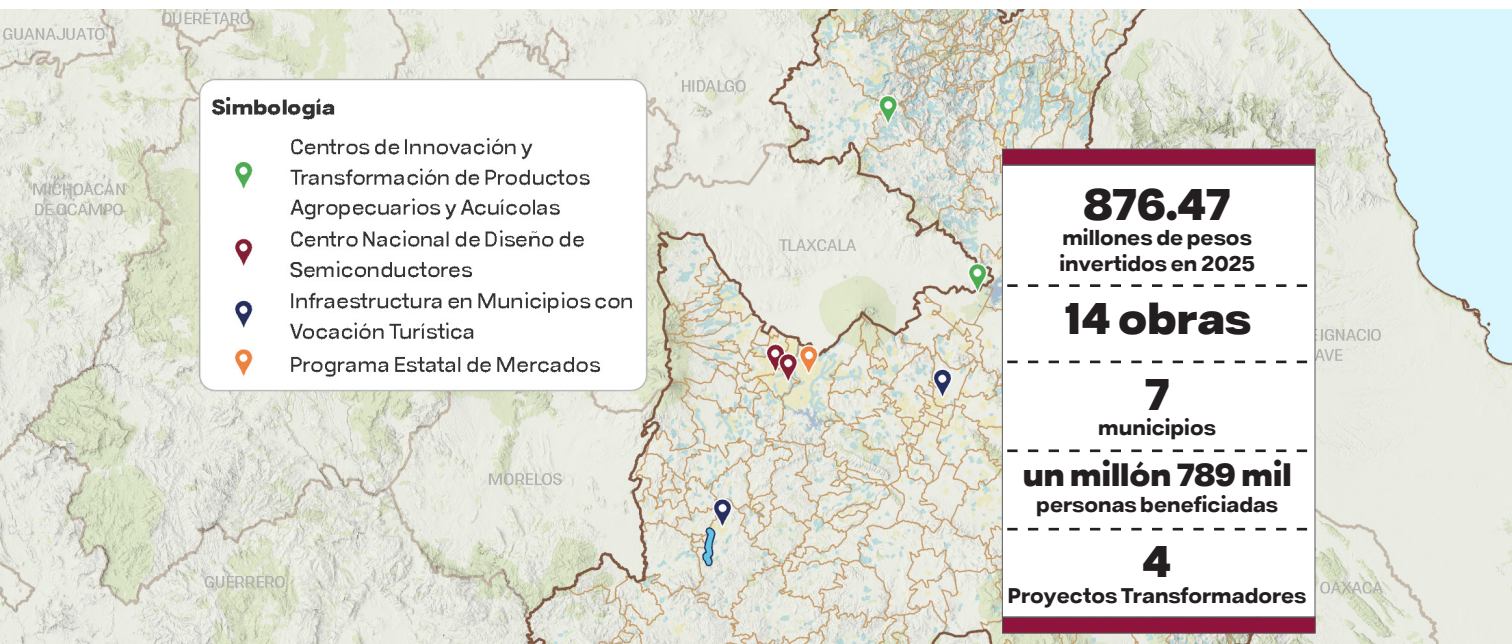 QUERÉTARO
GUANAJUATO
HIDALGO
MICHOACÁN
DE OCAMPO
TLAXCALA
MORELOS
GUERRERO
Simbología
Centros de Innovación y
Transformación de Productos
Agropecuarios y Acuícolas
Centro Nacional de Diseño de
Semiconductores
Infraestructura en Municipios con
Vocación Turística
Programa Estatal de Mercados
876.47
millones de pesos
invertidos en 2025
14 obras
7
municipios
un millón 789 mil
personas beneficiadas
4
Proyectos Transformadores
IGNACIO
AVE
OAXACA